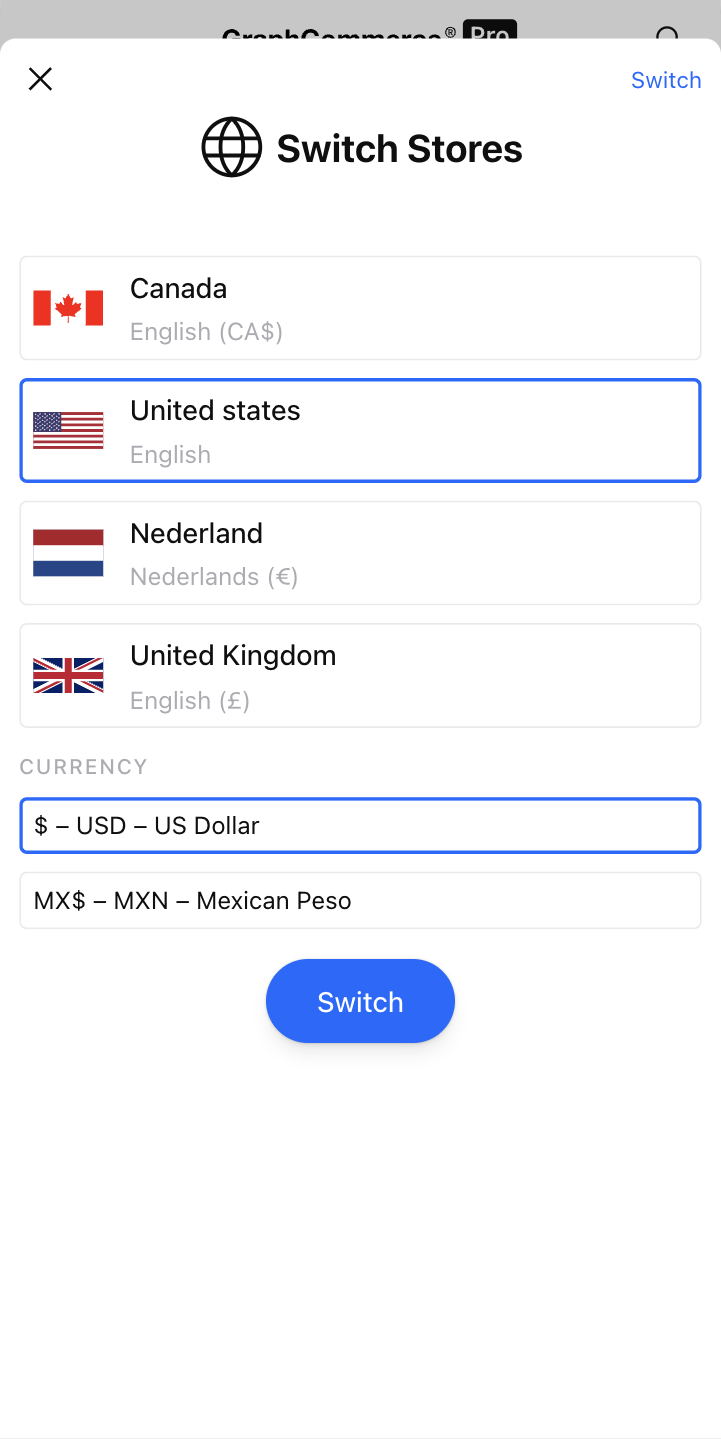 GraphCommerce® Pro
Switch
Switch Stores
Canada
English (CA$)
United states
English
Nederland
Nederlands (€)
United Kingdom
English (£)
CURRENCY
$ – USD – US Dollar
MX$ – MXN – Mexican Peso
Switch